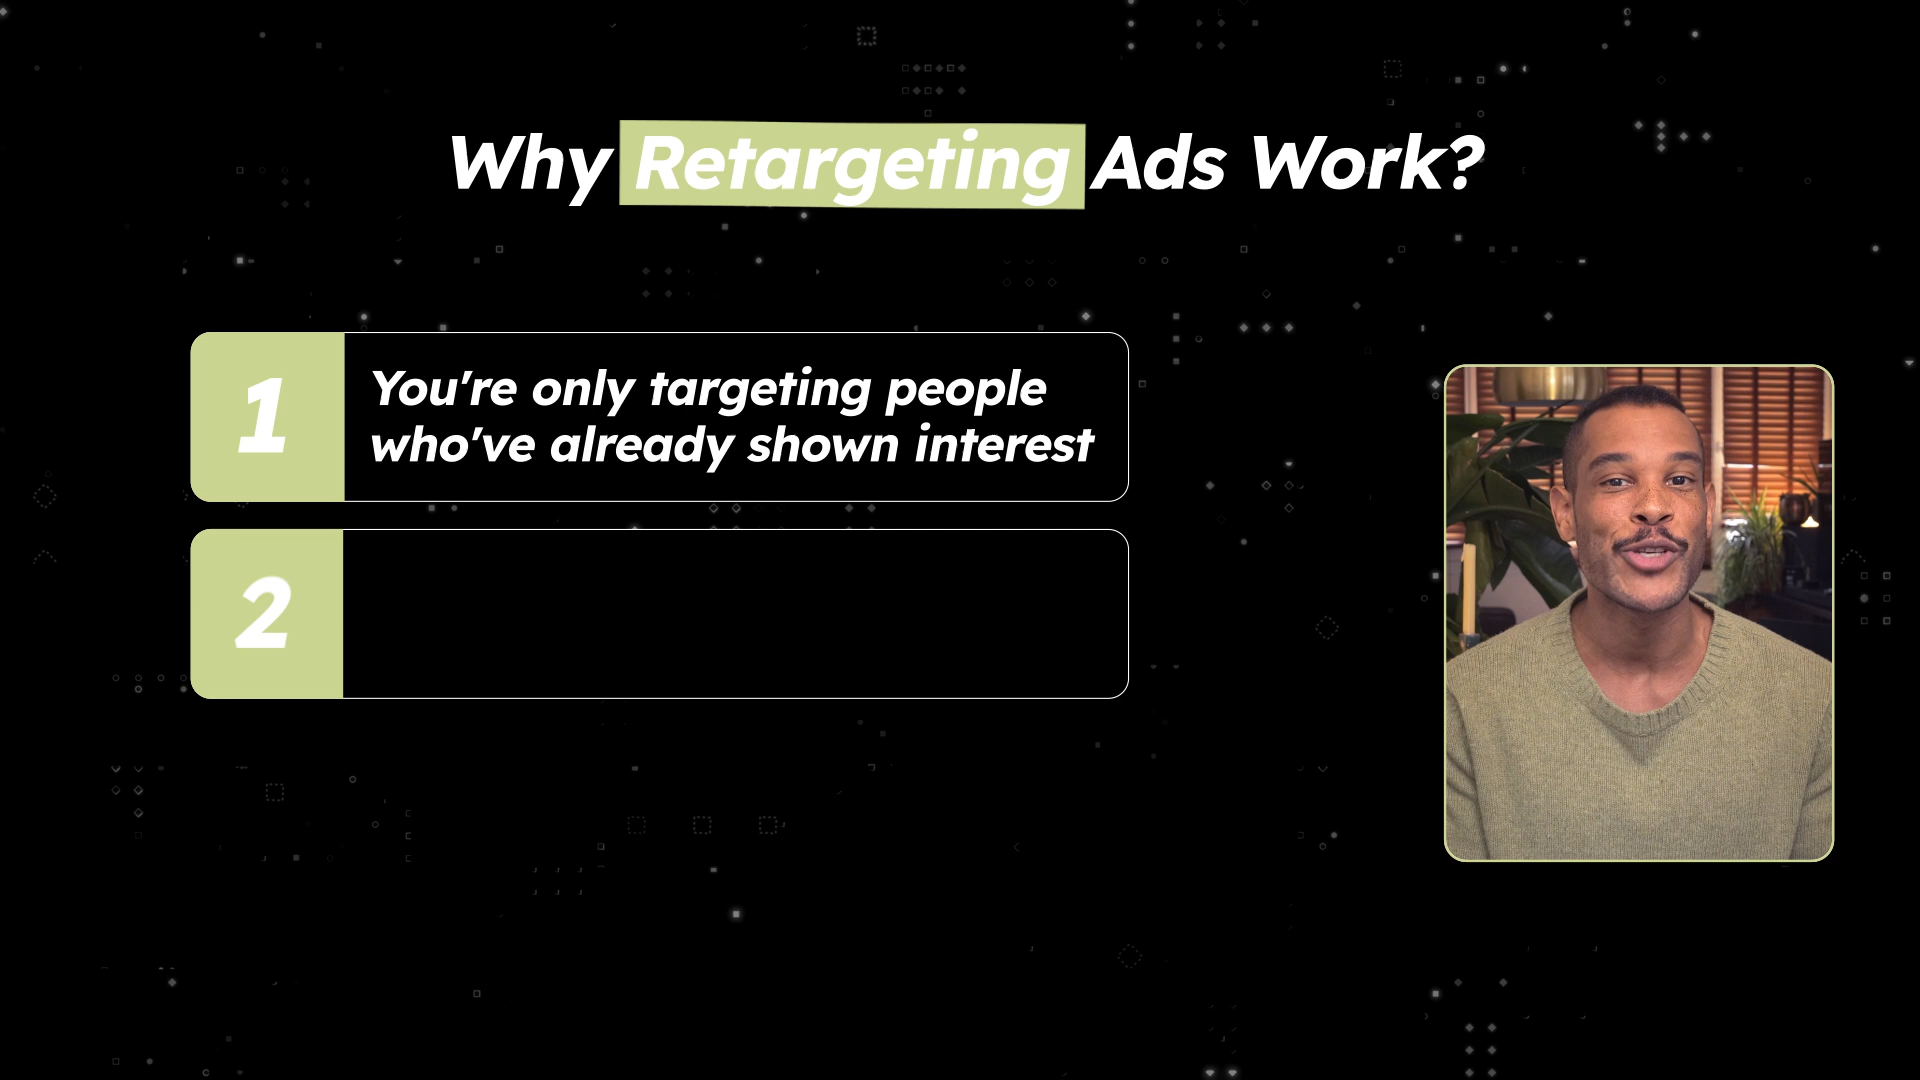 Why Retargeting Ads Work?
1
You're only targeting people
who've already shown interest
2